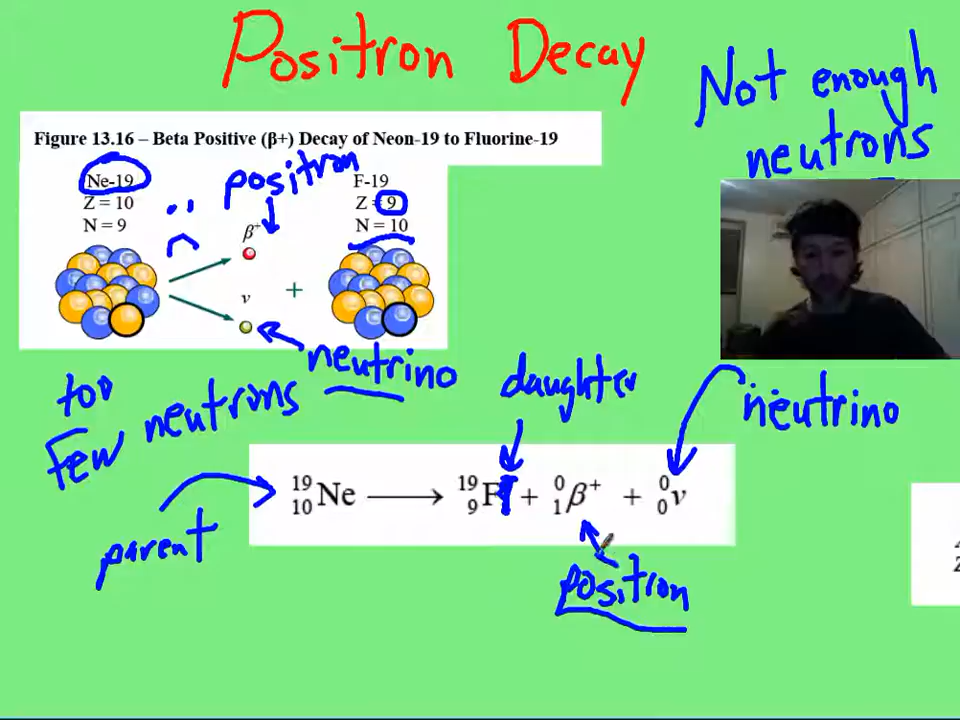 Positron Decay
Not enough
neutrons
Figure 13.16 – Beta Positive (β+) Decay of Neon-19 to Fluorine-19
Ne-19
Z = 10
N = 9
positron
β⁺
ν
+
F-19
Z = 9
N = 10
neutrino
too
Few neutrons
daughter
neutrino
¹⁹₁₀Ne ⟶ ¹⁹₉F + ⁰₁β⁺ + ⁰₀ν
parent
positron